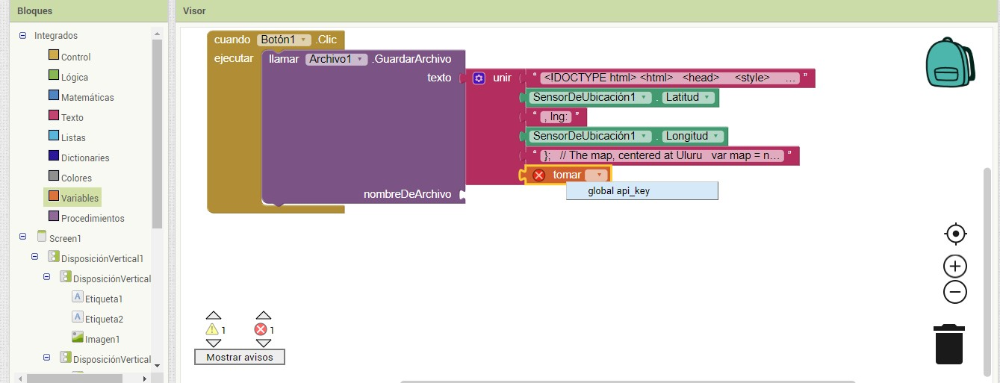 Bloques
Integrados
Control
Lógica
Matemáticas
Texto
Listas
Dictionaries
Colores
Variables
Procedimientos
Screen1
DisposiciónVertical1
DisposiciónVertical
Etiqueta1
Etiqueta2
Imagen1
DisposiciónVertical
Visor
cuando Botón1 .Clic
ejecutar llamar Archivo1 .GuardarArchivo
texto unir “ <!DOCTYPE html> <html> <head> <style> ... ”
SensorDeUbicación1 . Latitud
“ , lng: ”
SensorDeUbicación1 . Longitud
“ }; // The map, centered at Uluru var map = n... ”
tomar
global api_key
nombreDeArchivo
1 1
Mostrar avisos